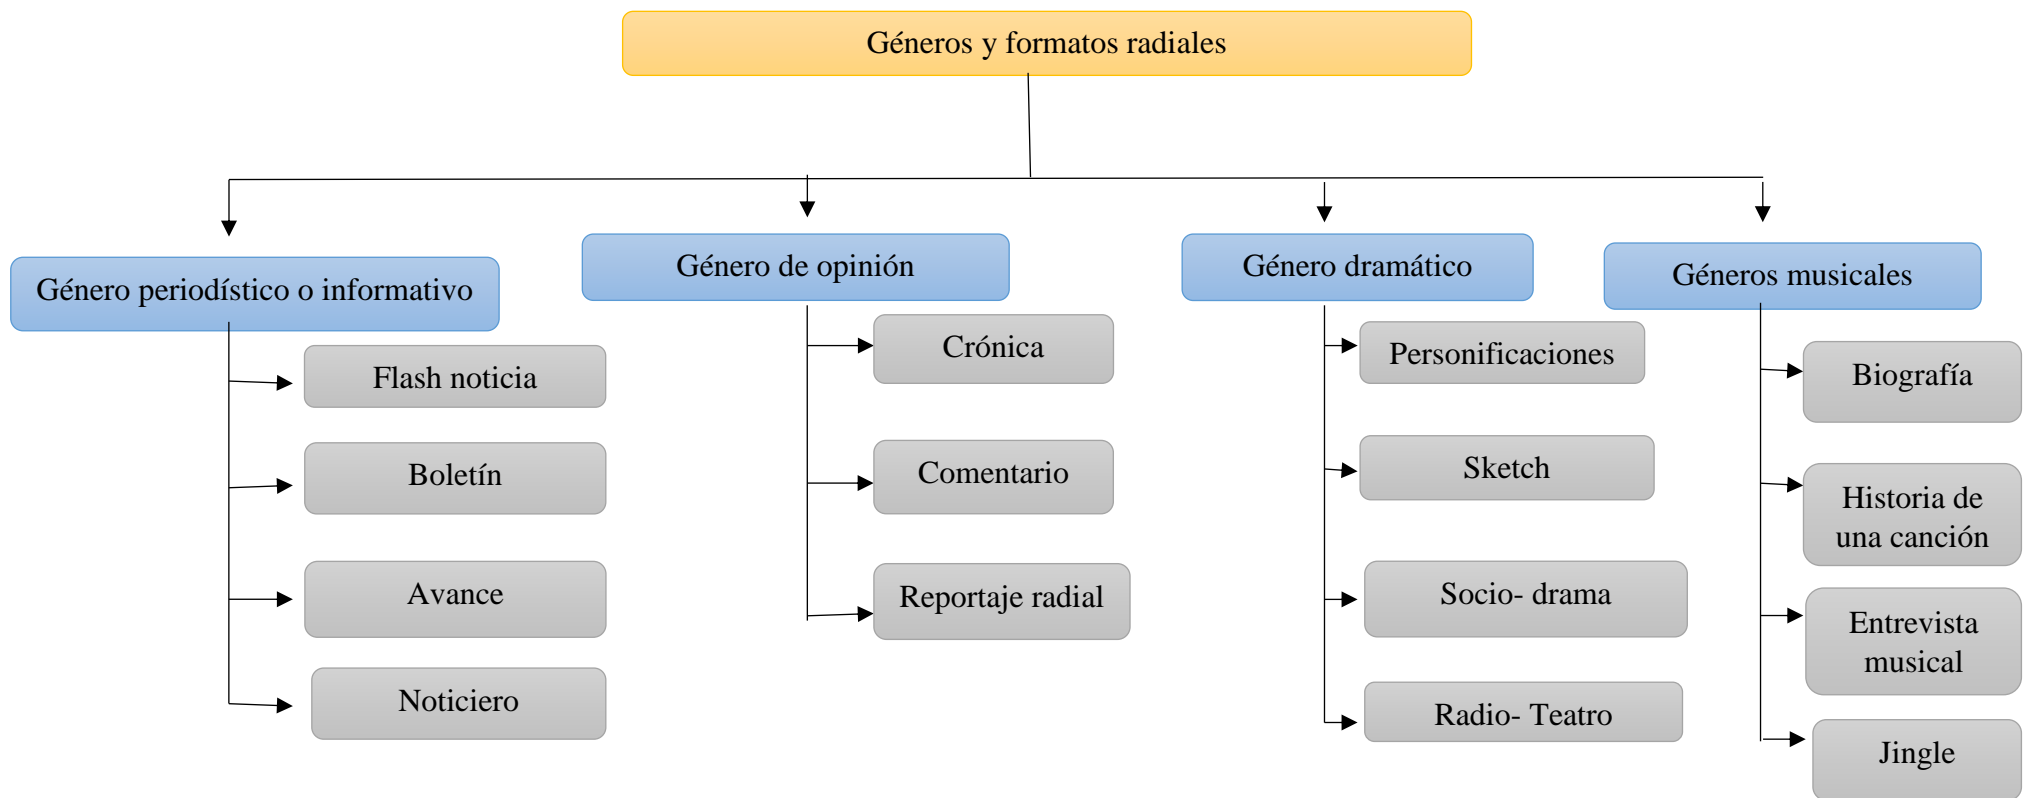 Géneros y formatos radiales
Género periodístico o informativo
Flash noticia
Boletín
Avance
Noticiero
Género de opinión
Crónica
Comentario
Reportaje radial
Género dramático
Personificaciones
Sketch
Socio- drama
Radio- Teatro
Géneros musicales
Biografía
Historia de
una canción
Entrevista
musical
Jingle